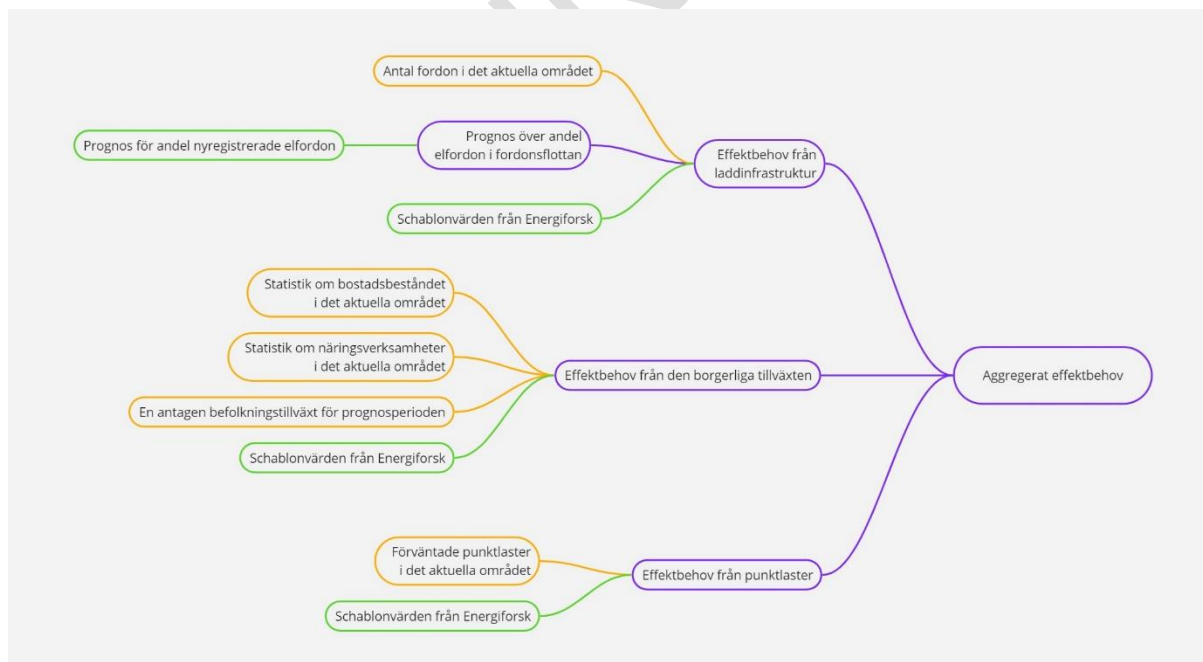 Antal fordon i det aktuella området
Prognos för andel nyregistrerade elfordon
Prognos över andel
elfordon i fordonsflottan
Effektbehov från
laddinfrastruktur
Schablonvärden från Energiforsk
Statistik om bostadsbeståndet
i det aktuella området
Statistik om näringsverksamheter
i det aktuella området
En antagen befolkningstillväxt för prognosperioden
Schablonvärden från Energiforsk
Effektbehov från den borgerliga tillväxten
Aggregerat effektbehov
Förväntade punktlaster
i det aktuella området
Schablonvärden från Energiforsk
Effektbehov från punktlaster